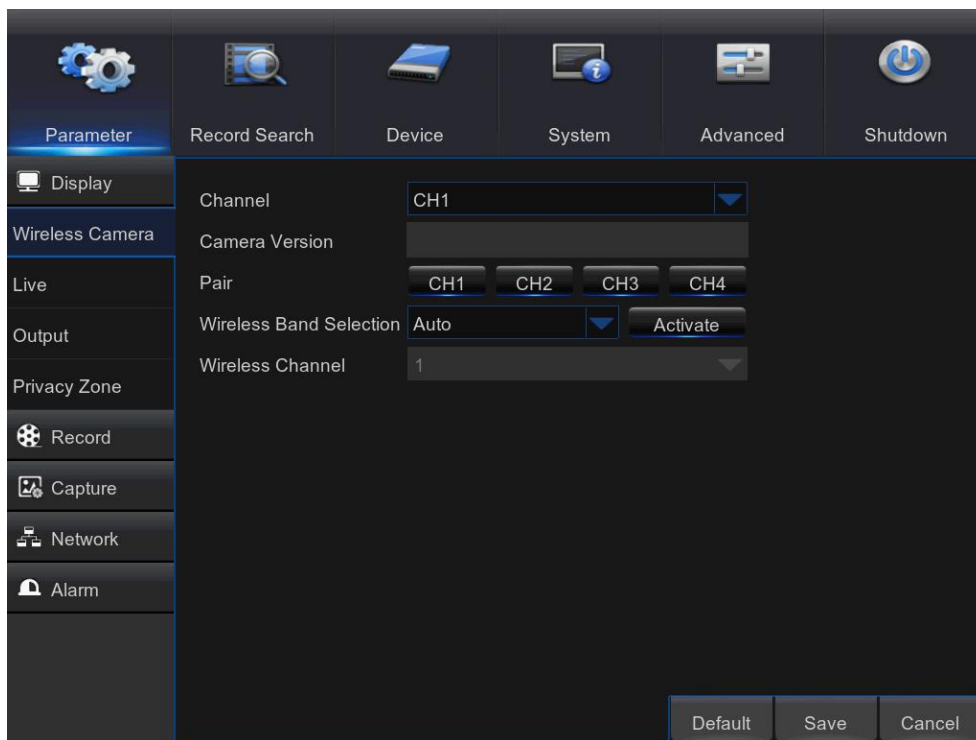 Parameter Record Search Device System Advanced Shutdown
Display
Wireless Camera
Live
Output
Privacy Zone
Record
Capture
Network
Alarm
Channel CH1
Camera Version
Pair CH1 CH2 CH3 CH4
Wireless Band Selection Auto Activate
Wireless Channel 1
Default Save Cancel